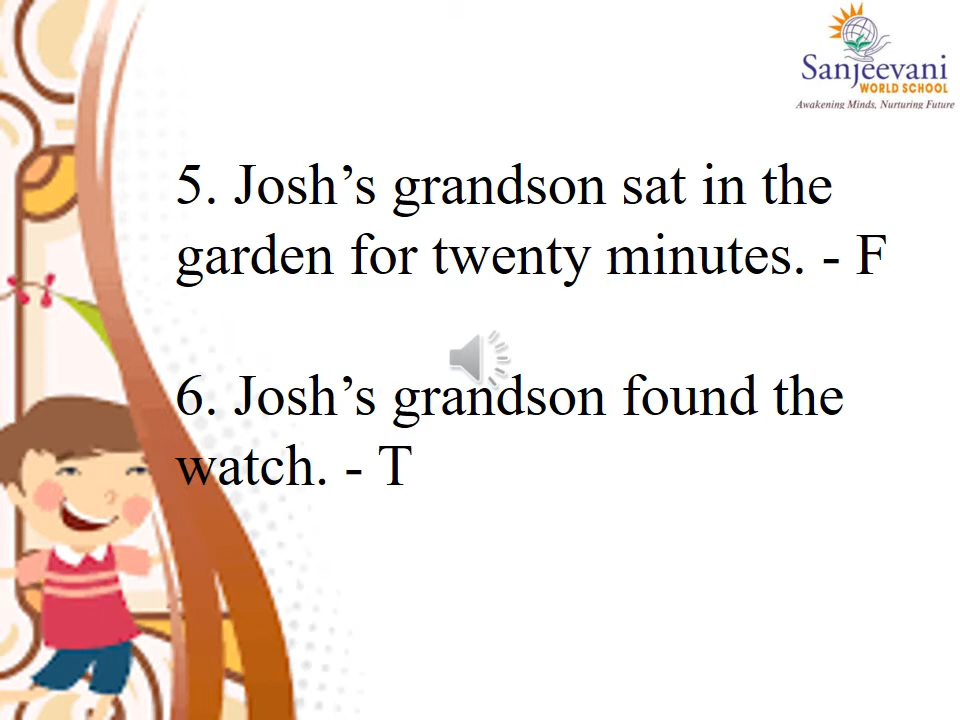 Sanjeevani
WORLD SCHOOL
Awakening Minds, Nurturing Future
5. Josh’s grandson sat in the
garden for twenty minutes. - F
6. Josh’s grandson found the
watch. - T